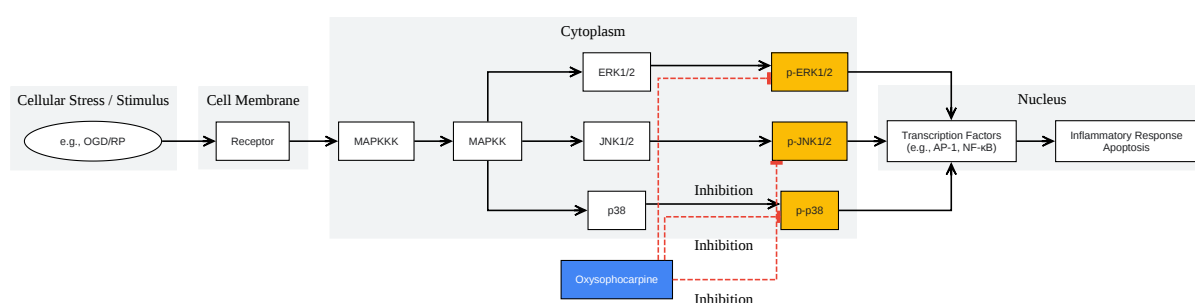 Cytoplasm
Cellular Stress / Stimulus
e.g., OGD/RP
Cell Membrane
Receptor
MAPKKK
MAPKK
ERK1/2
p-ERK1/2
JNK1/2
p-JNK1/2
p38
Inhibition
p-p38
Nucleus
Transcription Factors
(e.g., AP-1, NF-κB)
Inflammatory Response
Apoptosis
Inhibition
Oxysophocarpine
Inhibition